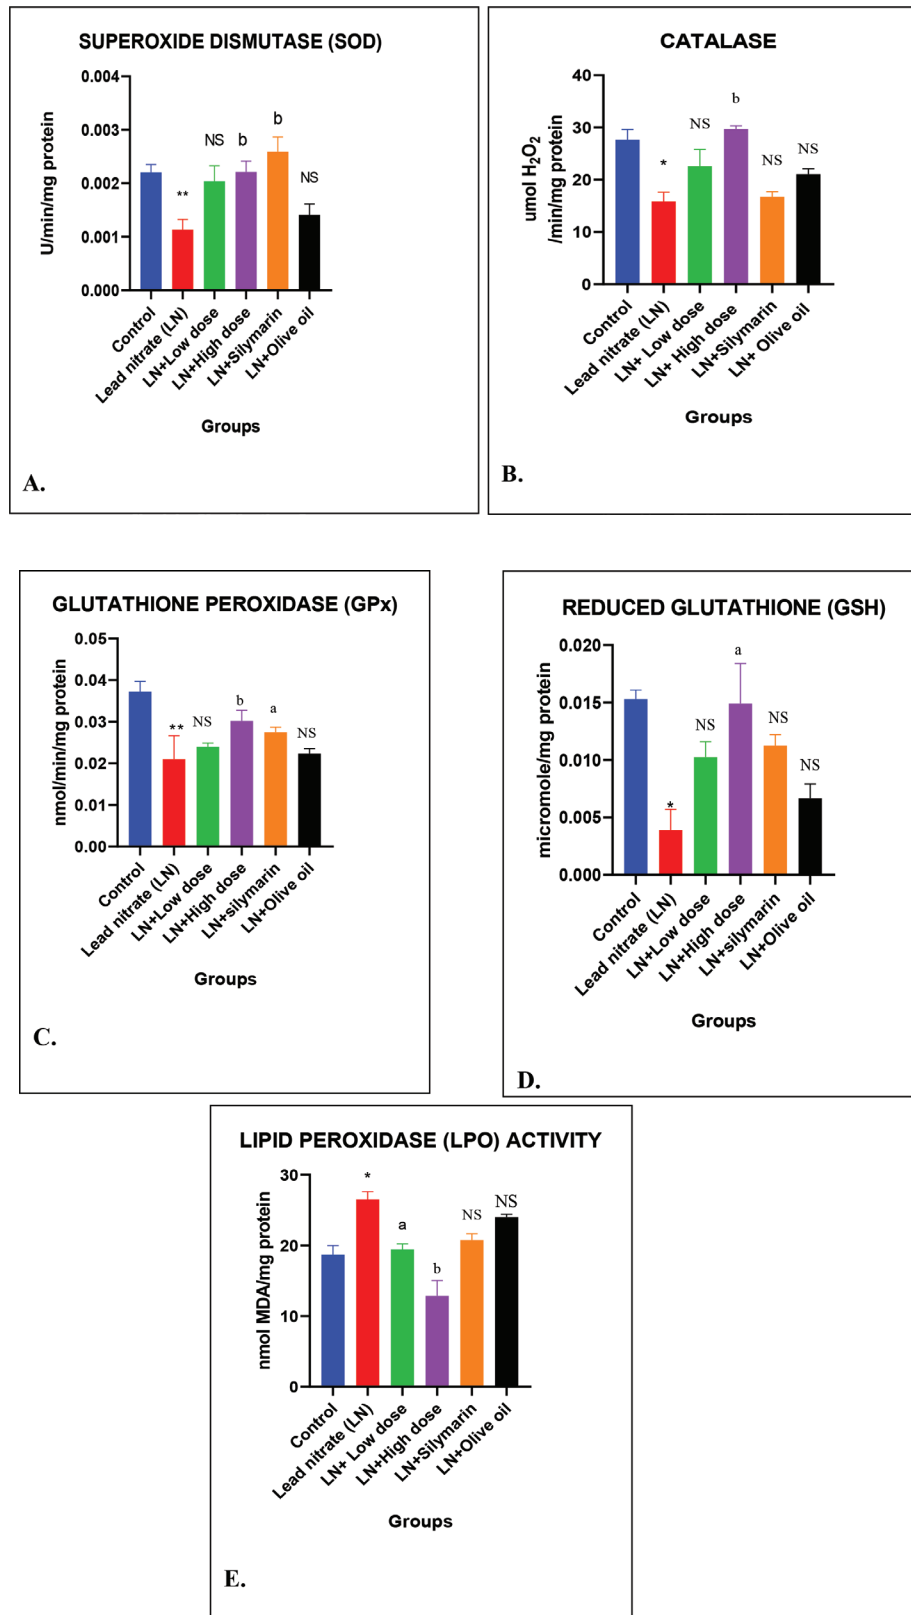 SUPEROXIDE DISMUTASE (SOD)
U/min/mg protein
0.004
0.003
0.002
0.001
0.000
**
NS
b
b
NS
Control
Lead nitrate (LN)
LN+Low dose
LN+High dose
LN+Silymarin
LN+Olive oil
Groups
A.
CATALASE
umol H₂O₂
/min/mg protein
40
30
20
10
0
*
NS
b
NS
NS
Control
Lead nitrate (LN)
LN+ Low dose
LN+ High dose
LN+Silymarin
LN+ Olive oil
Groups
B.
GLUTATHIONE PEROXIDASE (GPx)
nmol/min/mg protein
0.05
0.04
0.03
0.02
0.01
0.00
**
NS
b
a
NS
Control
Lead nitrate (LN)
LN+Low dose
LN+High dose
LN+silymarin
LN+Olive oil
Groups
C.
REDUCED GLUTATHIONE (GSH)
micromole/mg protein
0.020
0.015
0.010
0.005
0.000
*
NS
a
NS
NS
Control
Lead nitrate (LN)
LN+Low dose
LN+High dose
LN+silymarin
LN+Olive oil
Groups
D.
LIPID PEROXIDASE (LPO) ACTIVITY
nmol MDA/mg protein
30
20
10
0
*
a
b
NS
NS
Control
Lead nitrate (LN)
LN+ Low dose
LN+High dose
LN+Silymarin
LN+Olive oil
Groups
E.